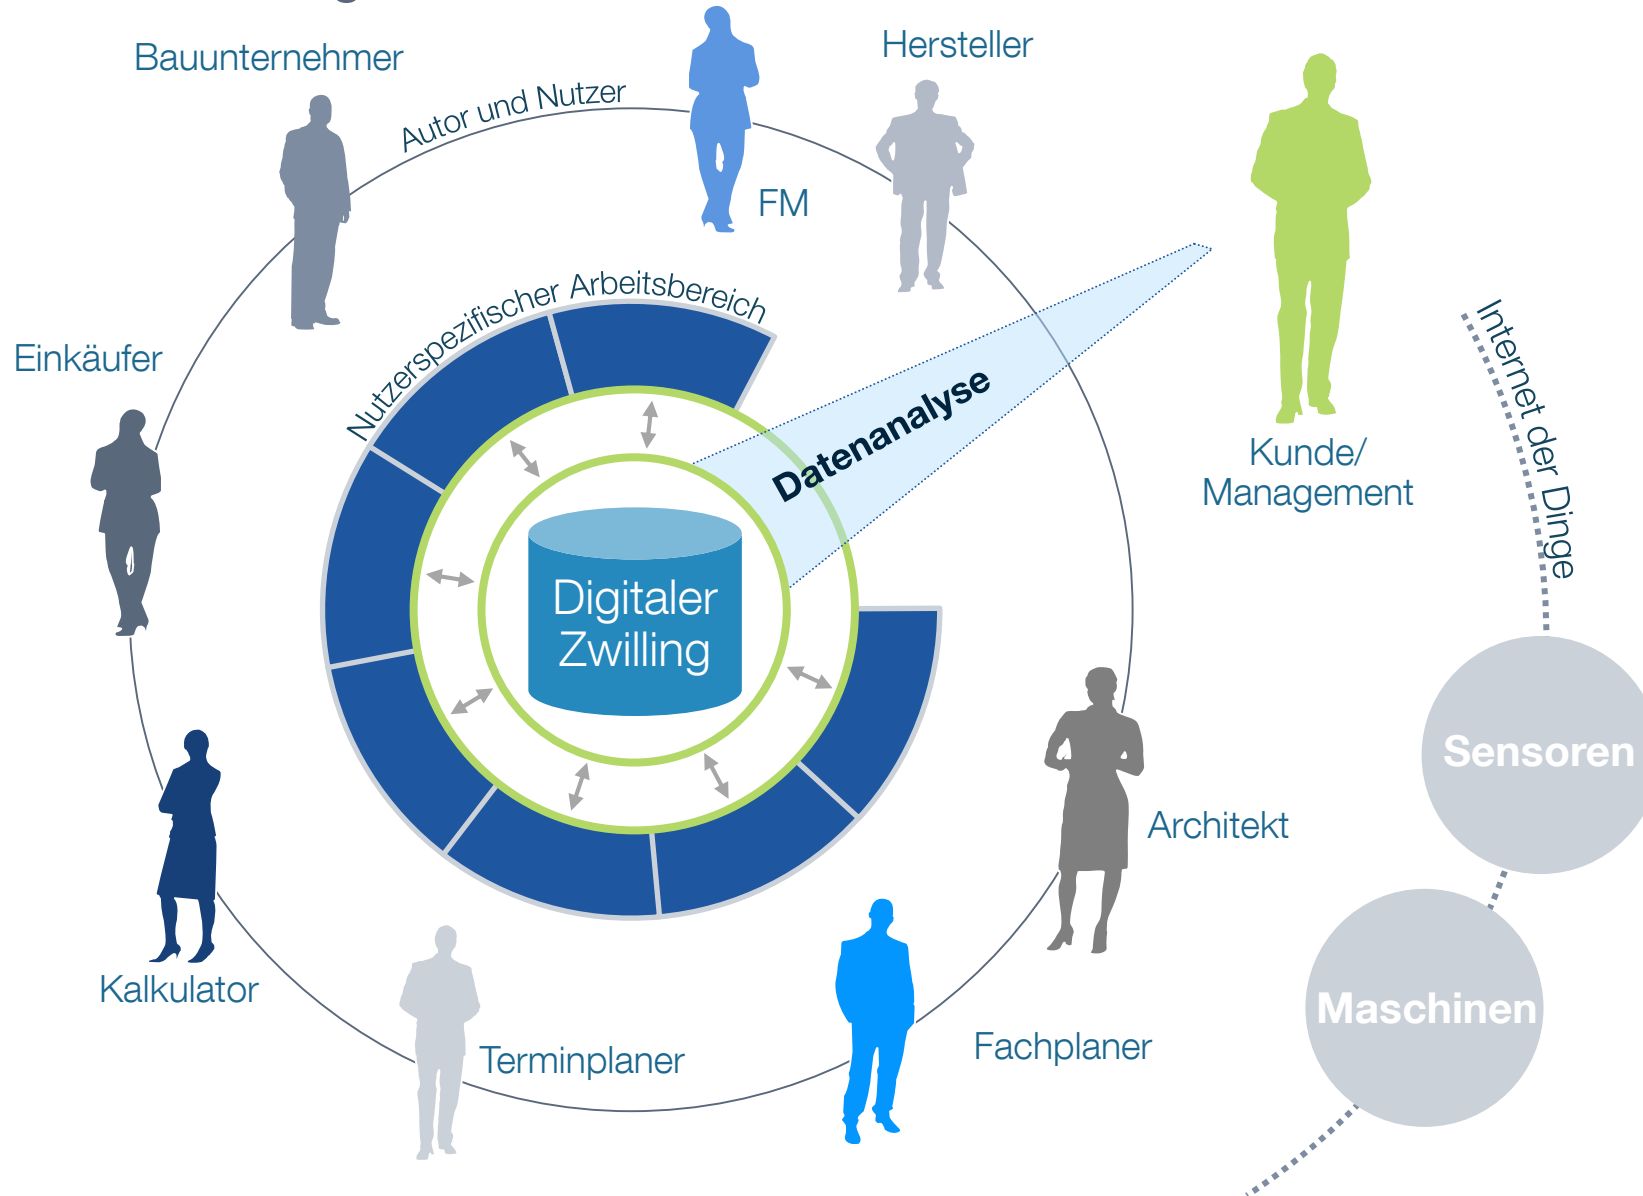 Bauunternehmer
Hersteller
Autor und Nutzer
FM
Nutzerspezifischer Arbeitsbereich
Einkäufer
Datenanalyse
Kunde/
Management
Internet der Dinge
Digitaler
Zwilling
Sensoren
Architekt
Kalkulator
Maschinen
Terminplaner
Fachplaner